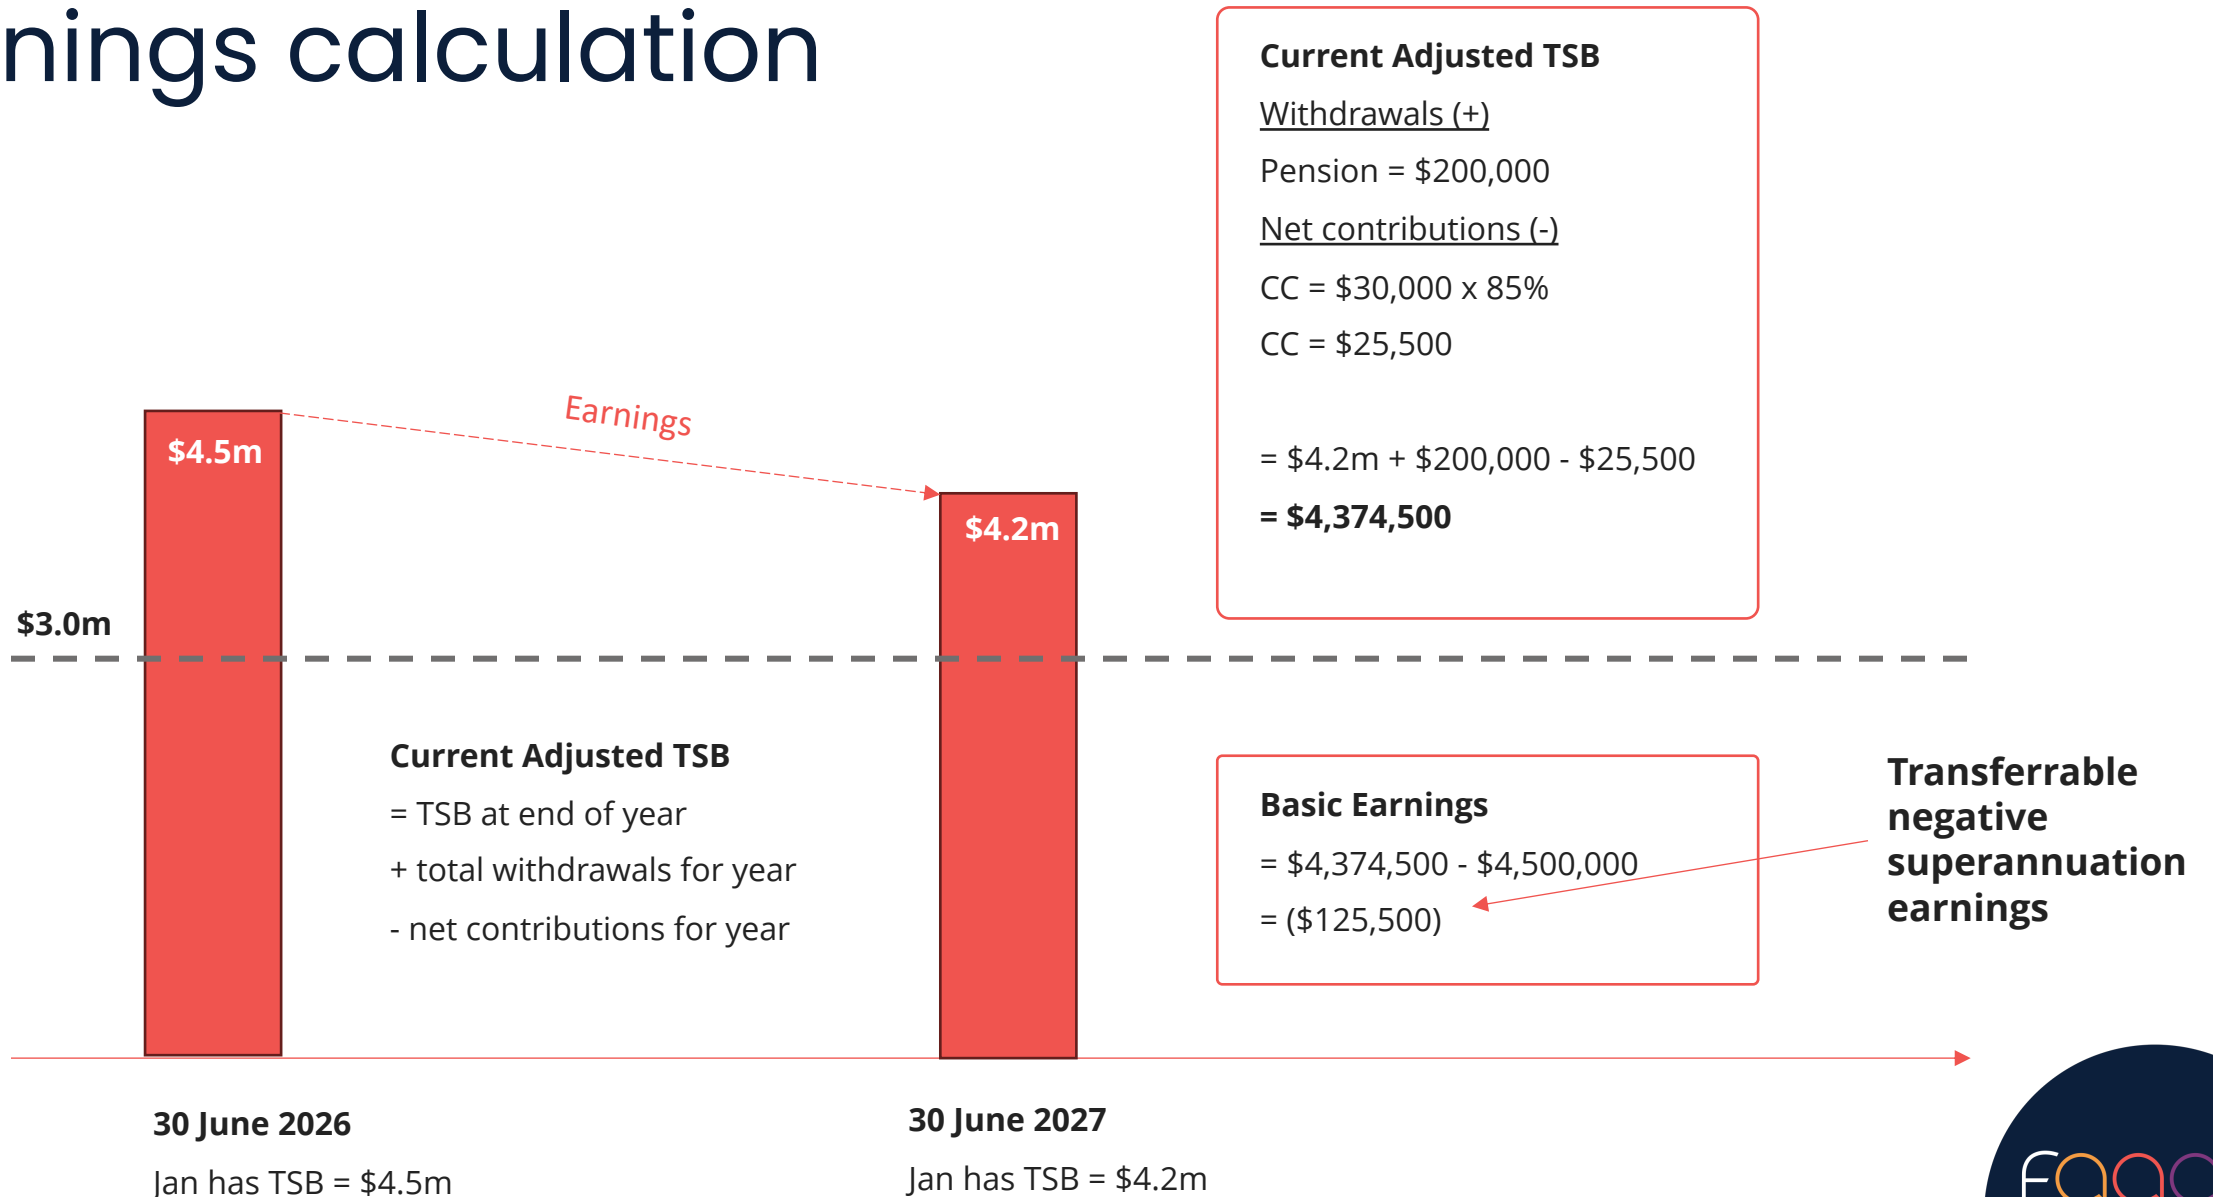 nings calculation
Current Adjusted TSB
Withdrawals (+)
Pension = $200,000
Net contributions (-)
CC = $30,000 x 85%
CC = $25,500
= $4.2m + $200,000 - $25,500
= $4,374,500
Earnings
$4.5m
$4.2m
$3.0m
Current Adjusted TSB
= TSB at end of year
+ total withdrawals for year
- net contributions for year
Basic Earnings
= $4,374,500 - $4,500,000
= ($125,500)
Transferrable
negative
superannuation
earnings
30 June 2026
Jan has TSB = $4.5m
30 June 2027
Jan has TSB = $4.2m